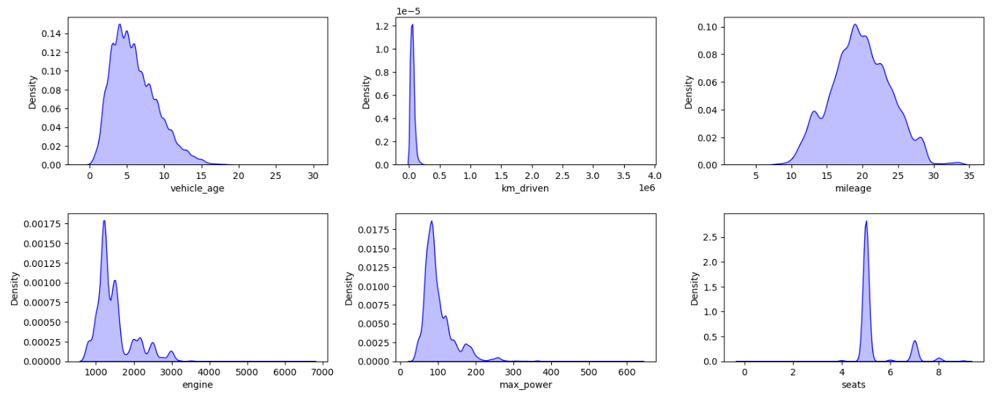 Density
0.14
0.12
0.10
0.08
0.06
0.04
0.02
0.00
0 5 10 15 20 25 30
vehicle_age
1e−5
Density
1.2
1.0
0.8
0.6
0.4
0.2
0.0
0.0 0.5 1.0 1.5 2.0 2.5 3.0 3.5 4.0
1e6
km_driven
Density
0.10
0.08
0.06
0.04
0.02
0.00
5 10 15 20 25 30 35
mileage
Density
0.00175
0.00150
0.00125
0.00100
0.00075
0.00050
0.00025
0.00000
1000 2000 3000 4000 5000 6000 7000
engine
Density
0.0175
0.0150
0.0125
0.0100
0.0075
0.0050
0.0025
0.0000
0 100 200 300 400 500 600
max_power
Density
2.5
2.0
1.5
1.0
0.5
0.0
0 2 4 6 8
seats